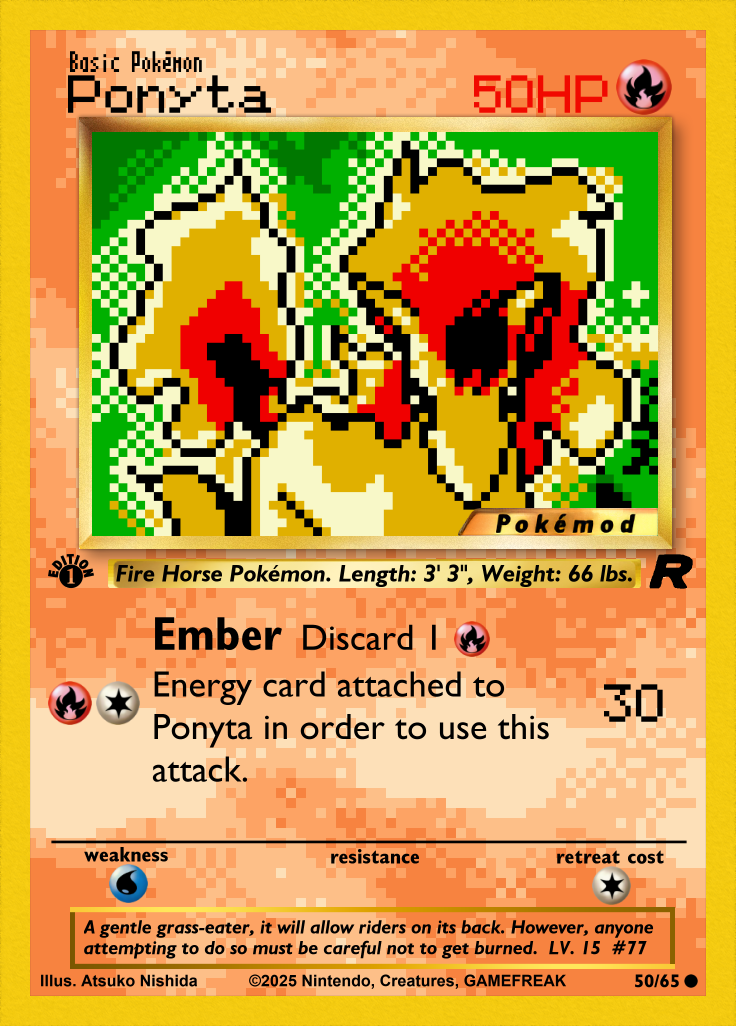 Basic Pokémon
Ponyta 50HP
Pokémod
EDITION
1
Fire Horse Pokémon. Length: 3' 3", Weight: 66 lbs.
R
Ember Discard 1
Energy card attached to
Ponyta in order to use this
attack.
30
weakness resistance retreat cost
A gentle grass-eater, it will allow riders on its back. However, anyone
attempting to do so must be careful not to get burned. LV. 15 #77
Illus. Atsuko Nishida ©2025 Nintendo, Creatures, GAMEFREAK 50/65